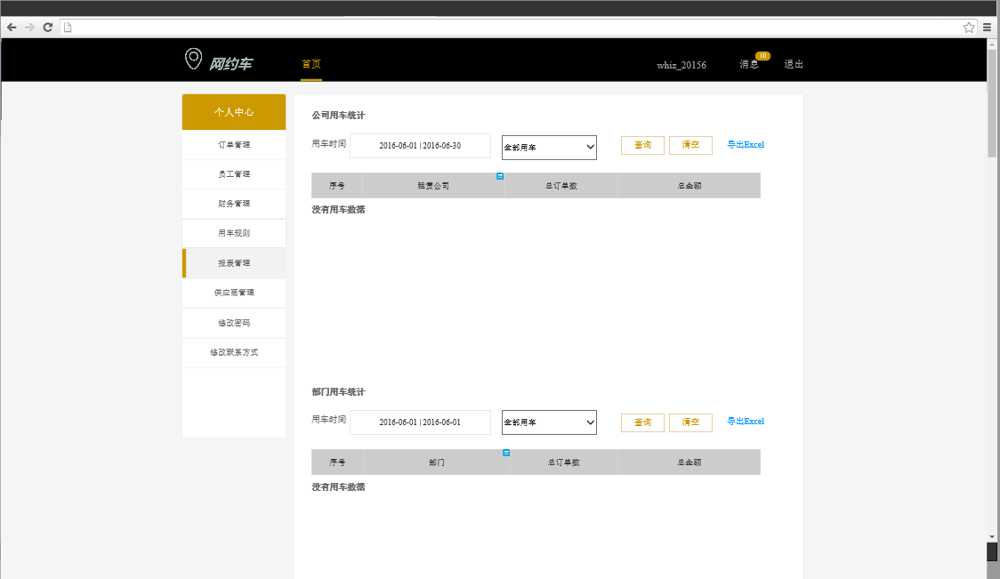 网约车
首页
whiz_20156
消息
10
退出
个人中心
订单管理
员工管理
财务管理
用车规则
报表管理
供应商管理
修改密码
修改联系方式
公司用车统计
用车时间 2016-06-01 | 2016-06-30 全部用车 查询 清空 导出Excel
序号 租赁公司 总订单数 总金额
没有用车数据
部门用车统计
用车时间 2016-06-01 | 2016-06-01 全部用车 查询 清空 导出Excel
序号 部门 总订单数 总金额
没有用车数据